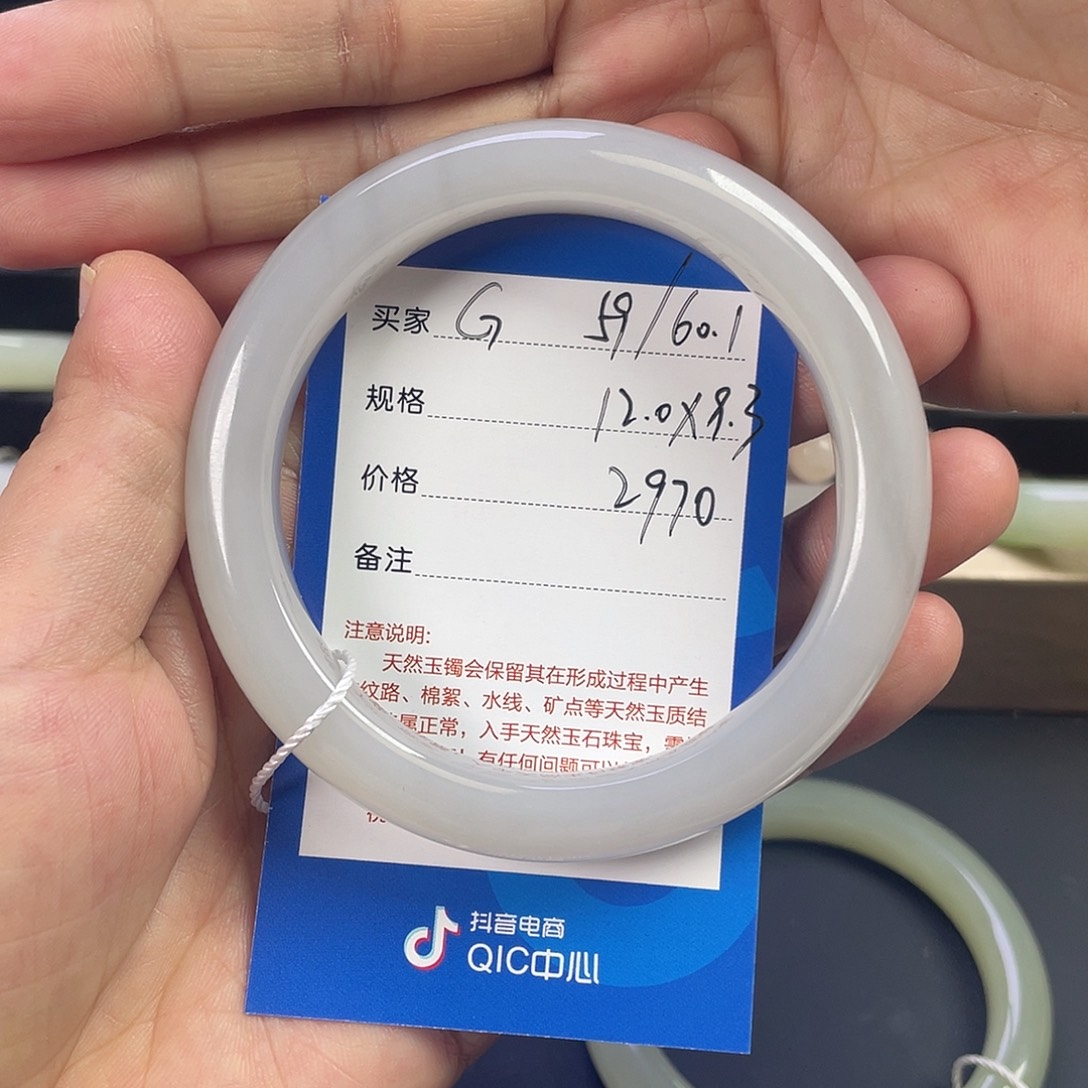 买家 G 59/60.1
规格 12.0X8.3
价格 2970
备注
注意说明:
天然玉镯会保留其在形成过程中产生
纹路、棉絮、水线、矿点等天然玉质结
属正常，入手天然玉石珠宝，需
有任何问题可以
抖音电商
QIC中心